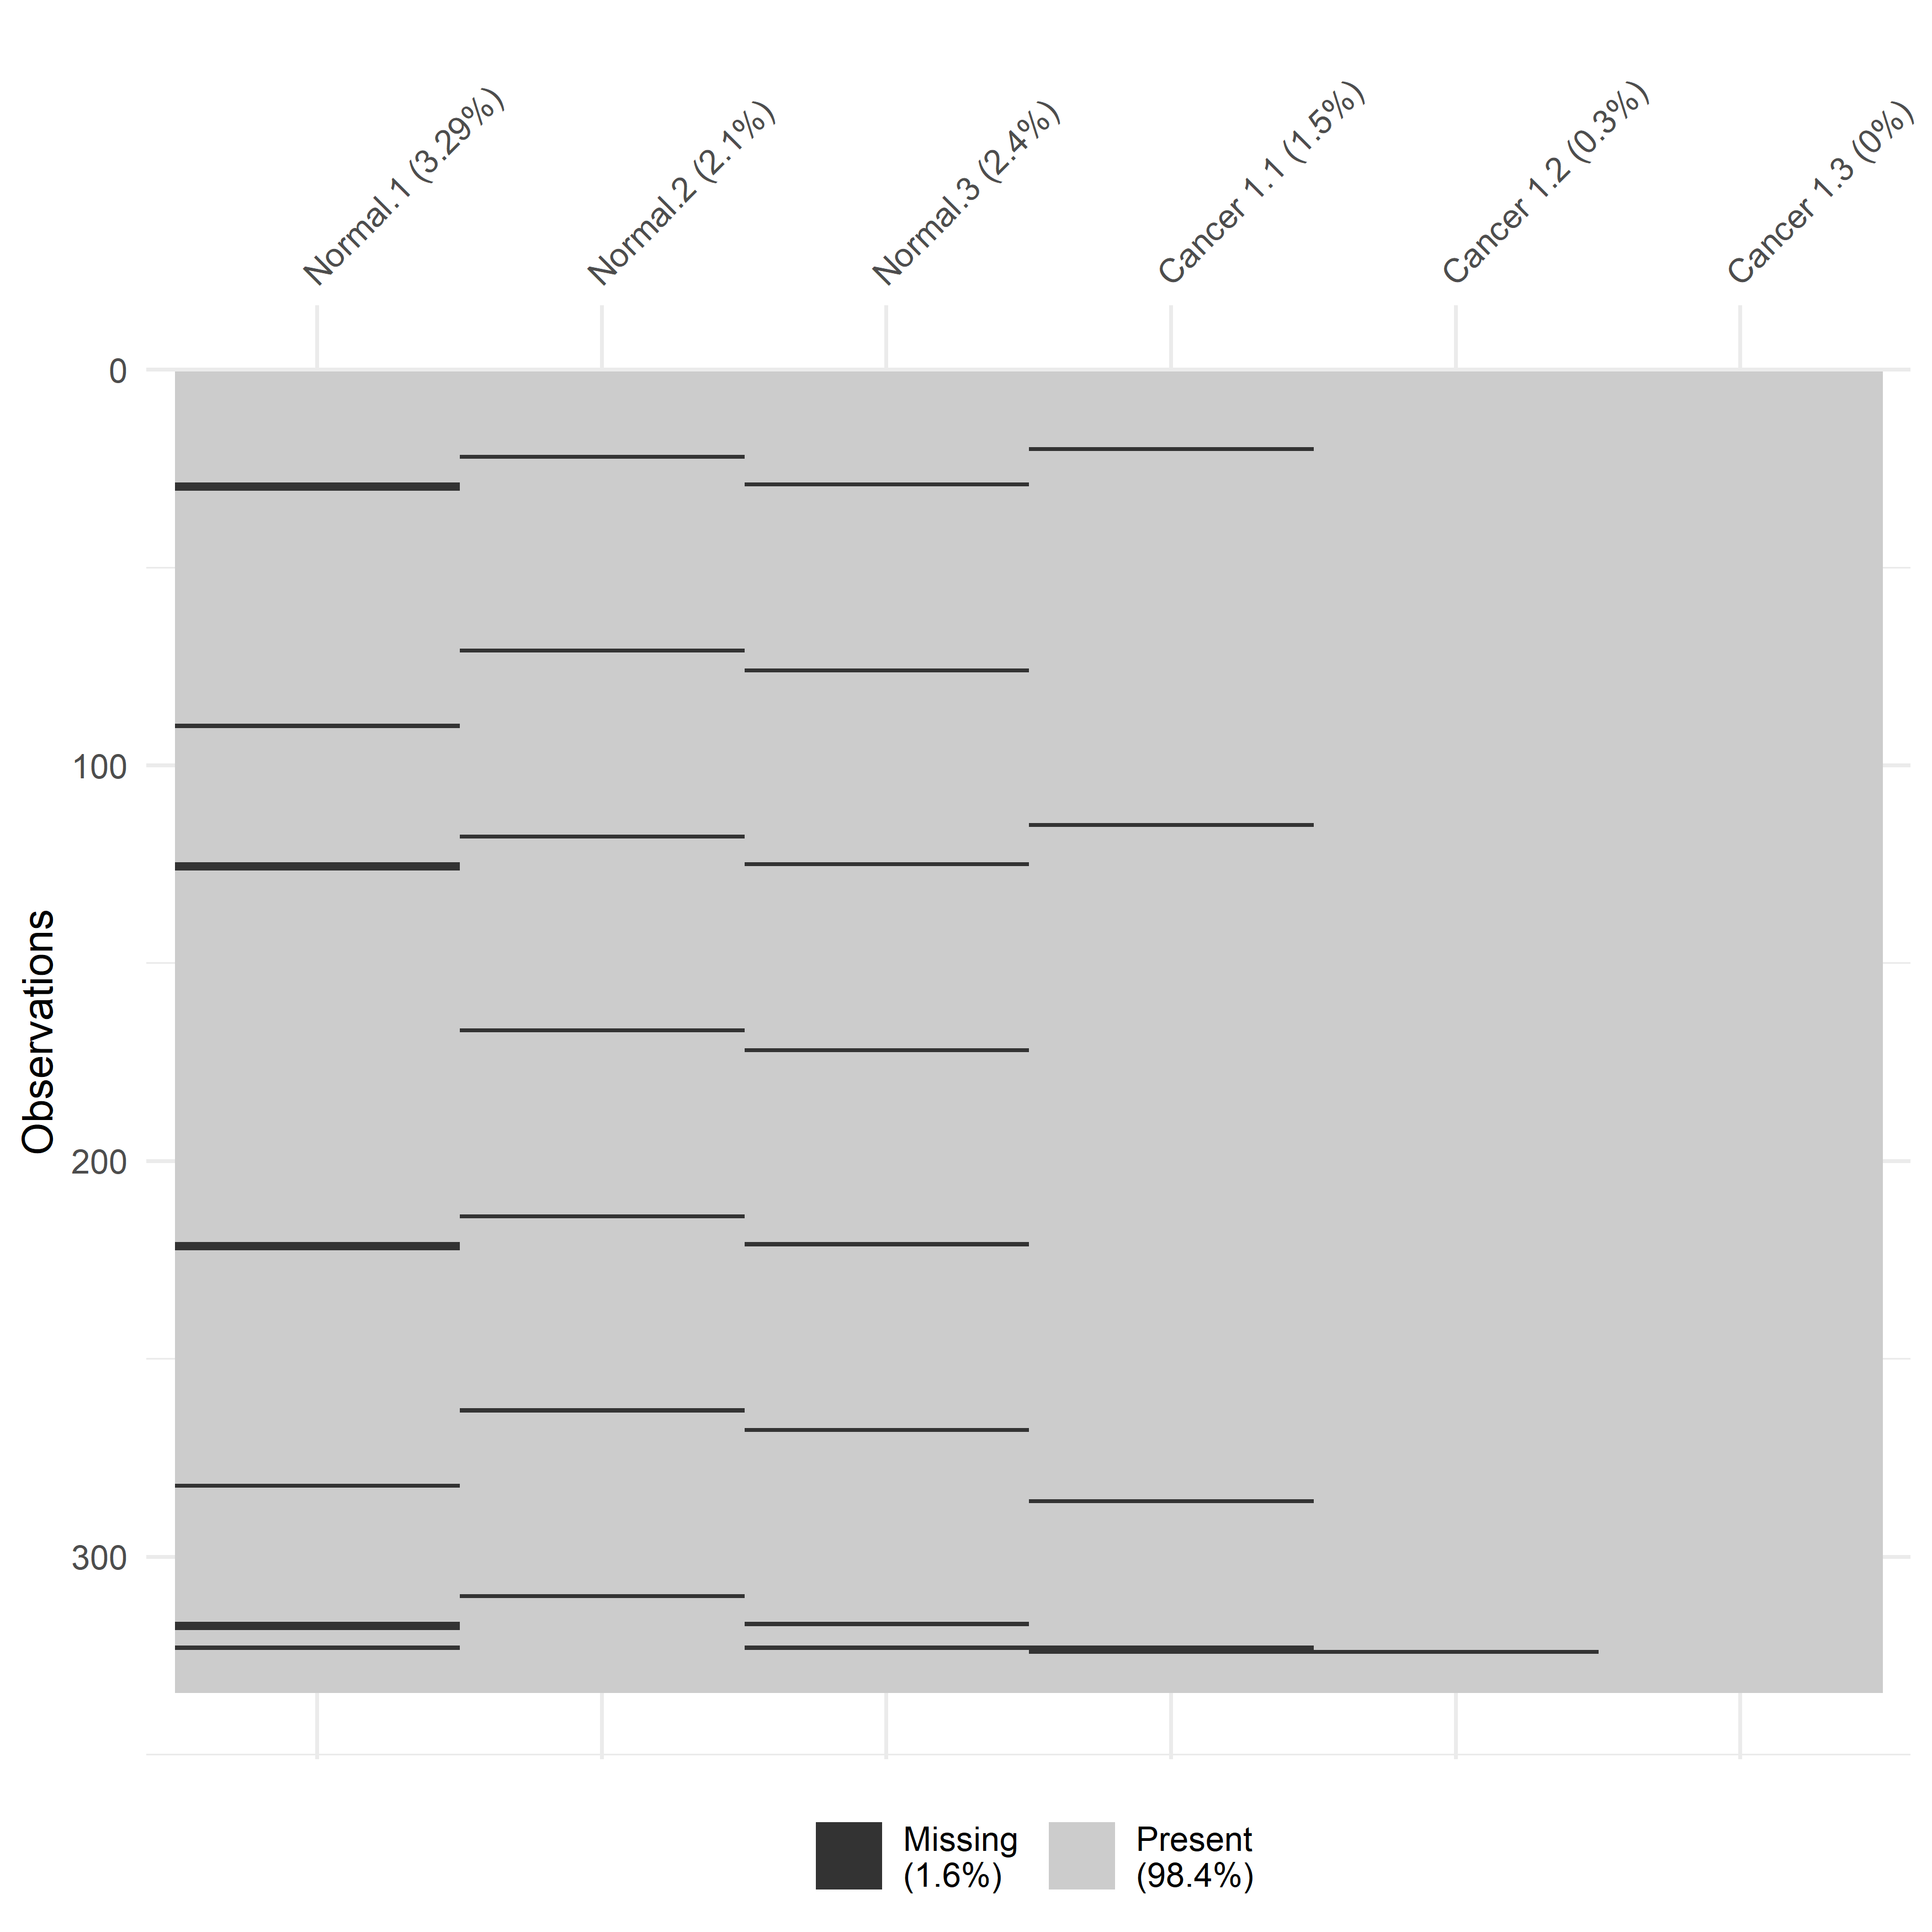 Normal.1 (3.29%)
Normal.2 (2.1%)
Normal.3 (2.4%)
Cancer 1.1 (1.5%)
Cancer 1.2 (0.3%)
Cancer 1.3 (0%)
0
100
200
300
Observations
Missing
(1.6%)
Present
(98.4%)